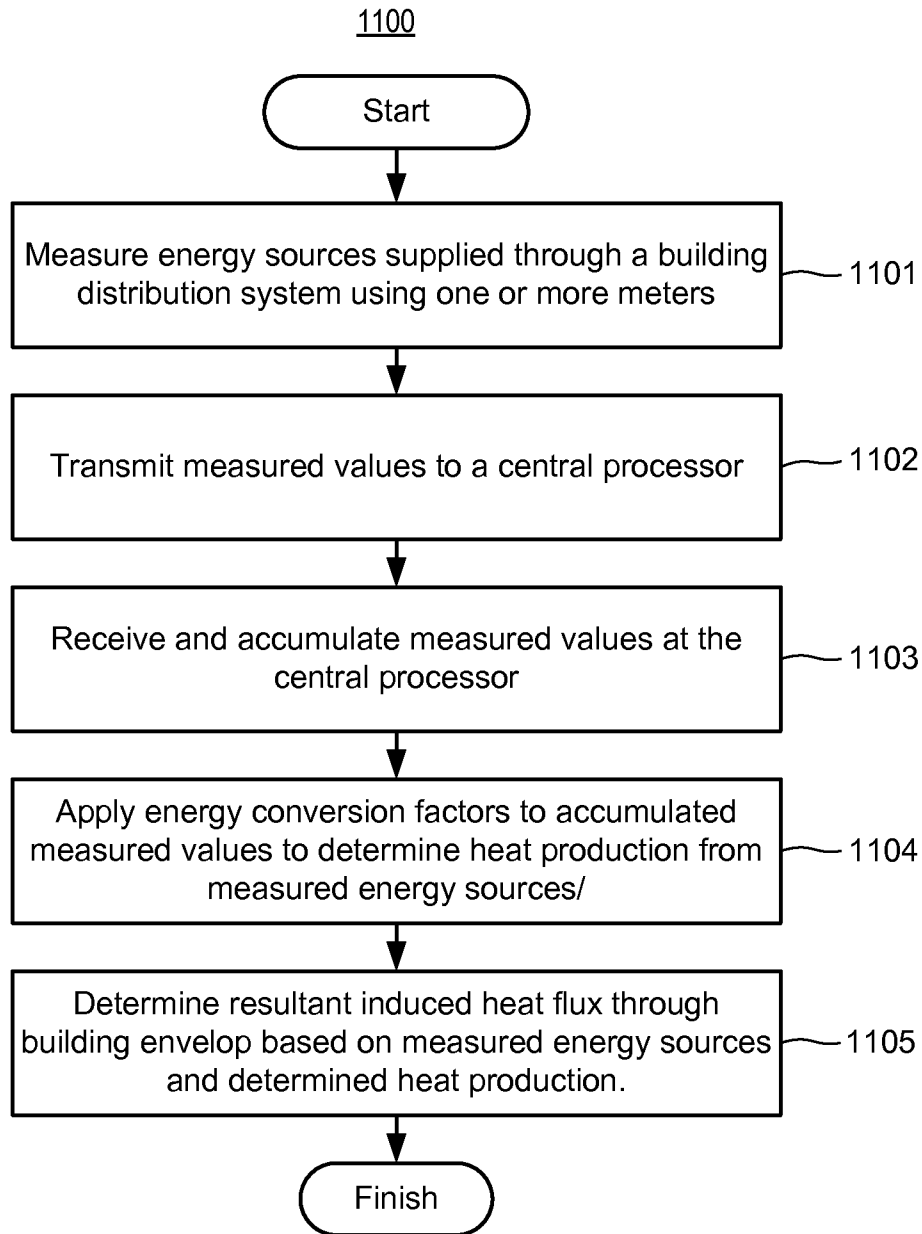 1100
Start
Measure energy sources supplied through a building
distribution system using one or more meters
1101
Transmit measured values to a central processor
1102
Receive and accumulate measured values at the
central processor
1103
Apply energy conversion factors to accumulated
measured values to determine heat production from
measured energy sources/
1104
Determine resultant induced heat flux through
building envelop based on measured energy sources
and determined heat production.
1105
Finish